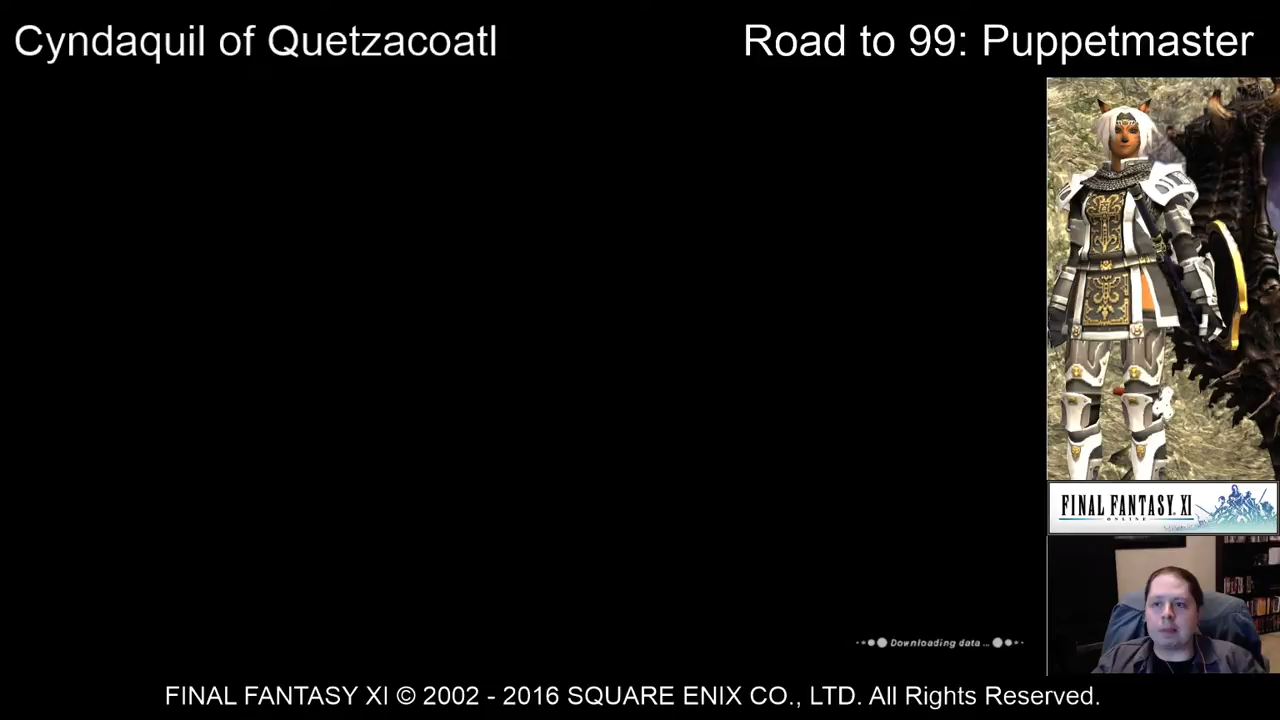 Cyndaquil of Quetzacoatl
Road to 99: Puppetmaster
FINAL FANTASY XI
ONLINE
Downloading data ...
FINAL FANTASY XI © 2002 - 2016 SQUARE ENIX CO., LTD. All Rights Reserved.